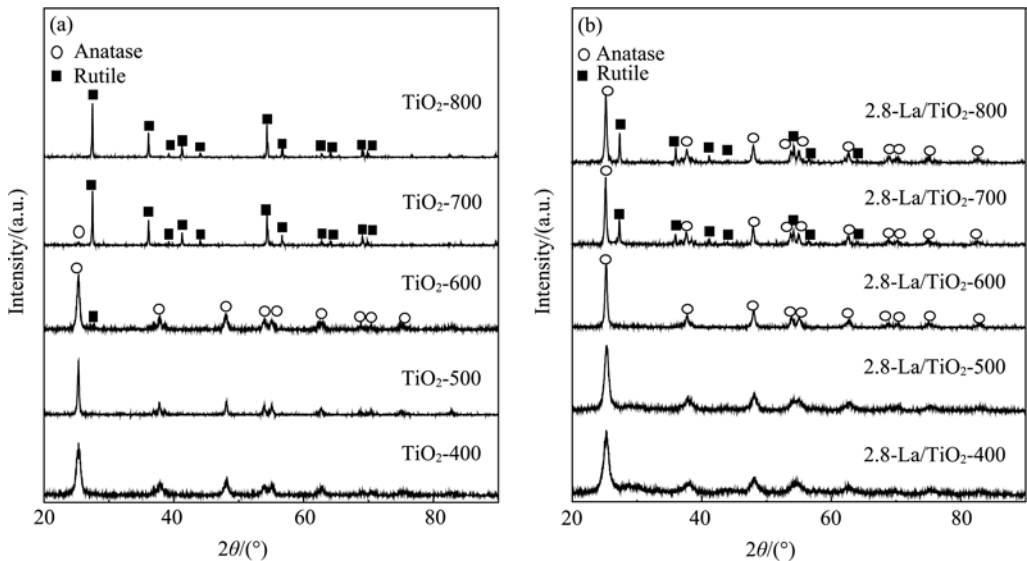 (a)
○ Anatase
■ Rutile
TiO₂-800
TiO₂-700
TiO₂-600
TiO₂-500
TiO₂-400
Intensity/(a.u.)
20 40 60 80
2θ/(°)
(b)
○ Anatase
■ Rutile
2.8-La/TiO₂-800
2.8-La/TiO₂-700
2.8-La/TiO₂-600
2.8-La/TiO₂-500
2.8-La/TiO₂-400
Intensity/(a.u.)
20 40 60 80
2θ/(°)